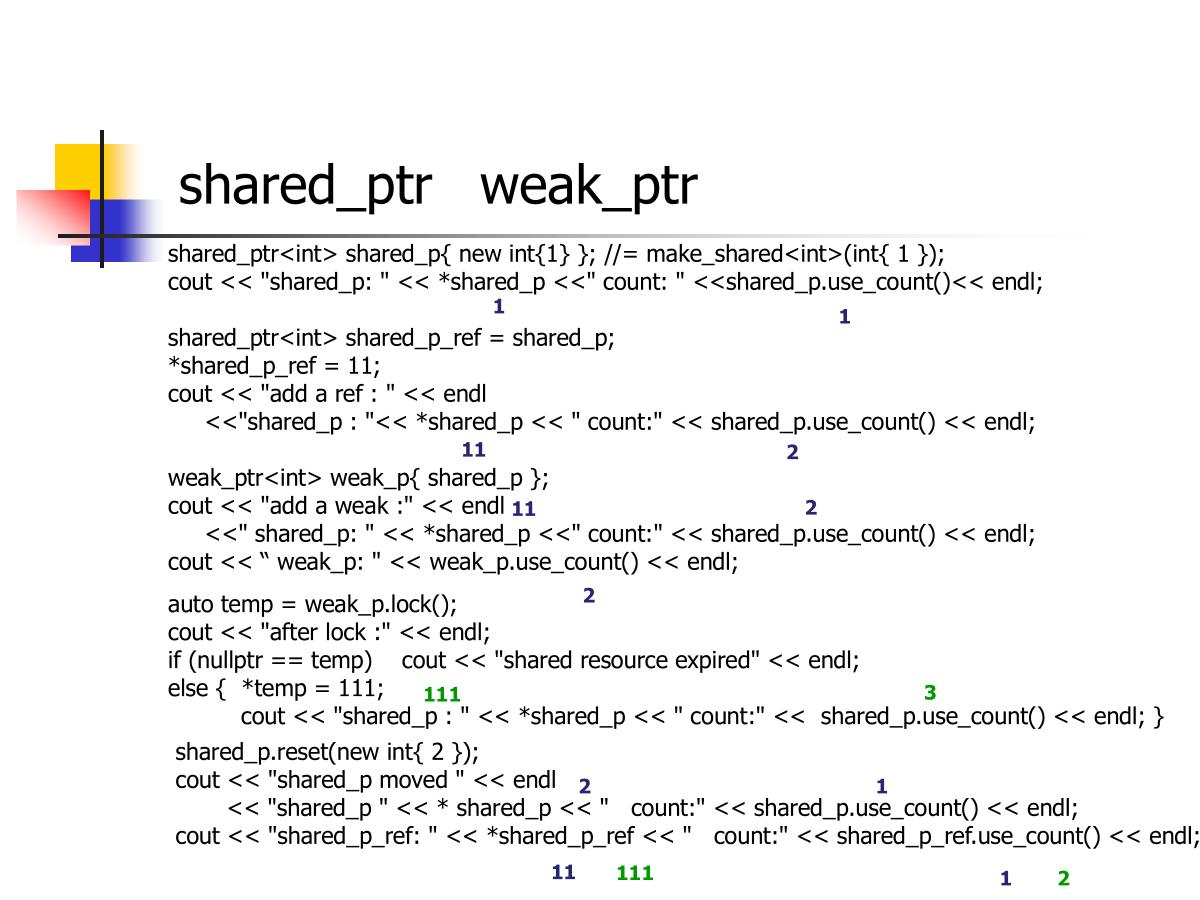 shared_ptr weak_ptr
shared_ptr<int> shared_p{ new int{1} }; //= make_shared<int>(int{ 1 });
cout << "shared_p: " << *shared_p <<" count: " <<shared_p.use_count()<< endl;
1 1
shared_ptr<int> shared_p_ref = shared_p;
*shared_p_ref = 11;
cout << "add a ref : " << endl
<<"shared_p : "<< *shared_p << " count:" << shared_p.use_count() << endl;
11 2
weak_ptr<int> weak_p{ shared_p };
cout << "add a weak :" << endl 11 2
<<" shared_p: " << *shared_p <<" count:" << shared_p.use_count() << endl;
cout << “ weak_p: " << weak_p.use_count() << endl;
2
auto temp = weak_p.lock();
cout << "after lock :" << endl;
if (nullptr == temp) cout << "shared resource expired" << endl;
else { *temp = 111; 111 3
cout << "shared_p : " << *shared_p << " count:" << shared_p.use_count() << endl; }
shared_p.reset(new int{ 2 });
cout << "shared_p moved " << endl 2 1
<< "shared_p " << * shared_p << " count:" << shared_p.use_count() << endl;
cout << "shared_p_ref: " << *shared_p_ref << " count:" << shared_p_ref.use_count() << endl;
11 111 1 2